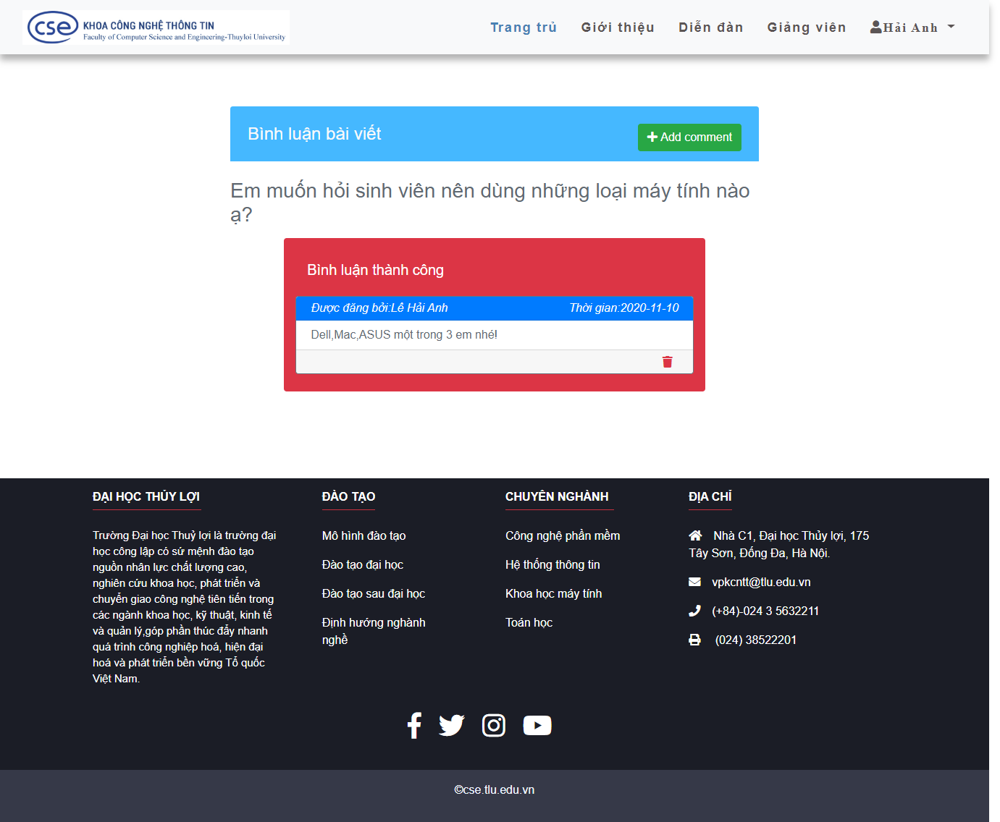 cse KHOA CÔNG NGHỆ THÔNG TIN
Faculty of Computer Science and Engineering-Thuyloi University
Trang trủ Giới thiệu Diễn đàn Giảng viên Hải Anh
Bình luận bài viết
Add comment
Em muốn hỏi sinh viên nên dùng những loại máy tính nào
ạ?
Bình luận thành công
Được đăng bởi:Lê Hải Anh Thời gian:2020-11-10
Dell,Mac,ASUS một trong 3 em nhé!
ĐẠI HỌC THỦY LỢI
Trường Đại học Thuỷ lợi là trường đại
học công lập có sứ mệnh đào tạo
nguồn nhân lực chất lượng cao,
nghiên cứu khoa học, phát triển và
chuyển giao công nghệ tiên tiến trong
các ngành khoa học, kỹ thuật, kinh tế
và quản lý,góp phần thúc đẩy nhanh
quá trình công nghiệp hoá, hiện đại
hoá và phát triển bền vững Tổ quốc
Việt Nam.
ĐÀO TẠO
Mô hình đào tạo
Đào tạo đại học
Đào tạo sau đại học
Định hướng nghành
nghề
CHUYÊN NGHÀNH
Công nghệ phần mềm
Hệ thống thông tin
Khoa học máy tính
Toán học
ĐỊA CHỈ
Nhà C1, Đại học Thủy lợi, 175
Tây Sơn, Đống Đa, Hà Nội.
vpkcntt@tlu.edu.vn
(+84)-024 3 5632211
(024) 38522201
©cse.tlu.edu.vn